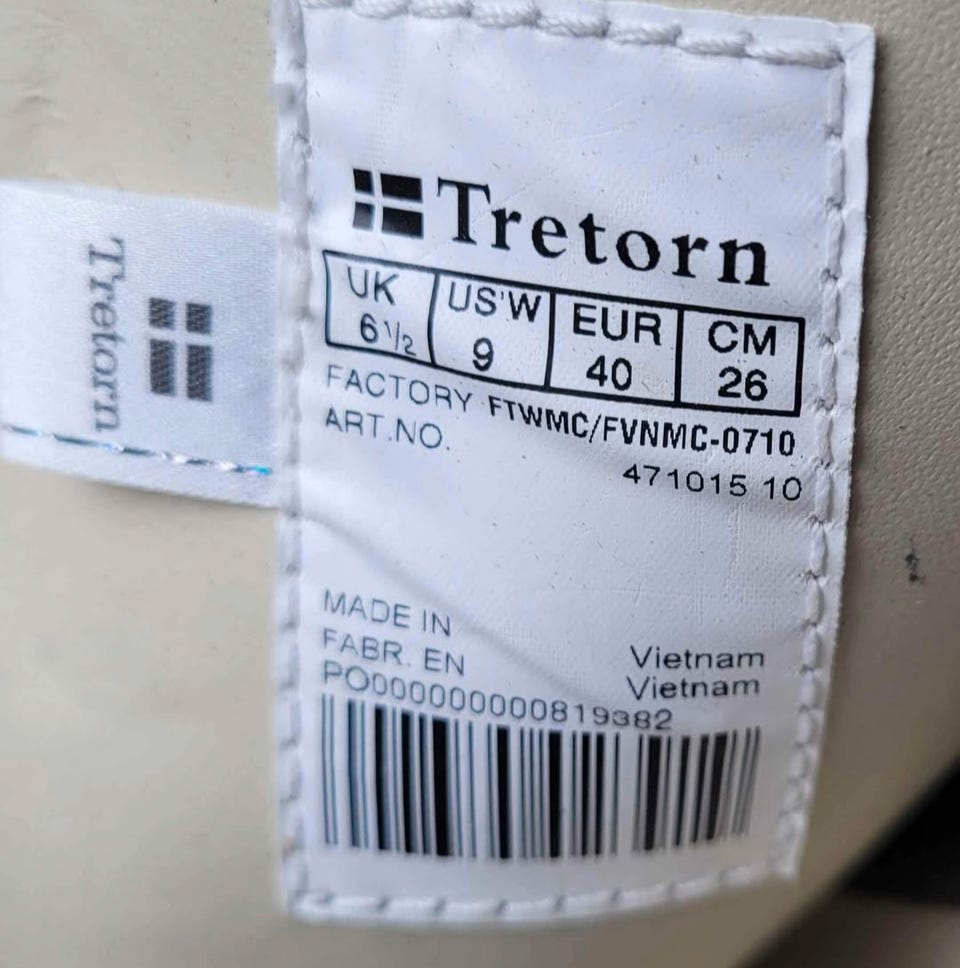 Tretorn
Tretorn
UK US'W EUR CM
6½ 9 40 26
FACTORY FTWMC/FVNMC-0710
ART.NO. 471015 10
MADE IN Vietnam
FABR. EN Vietnam
PO0000000000819382